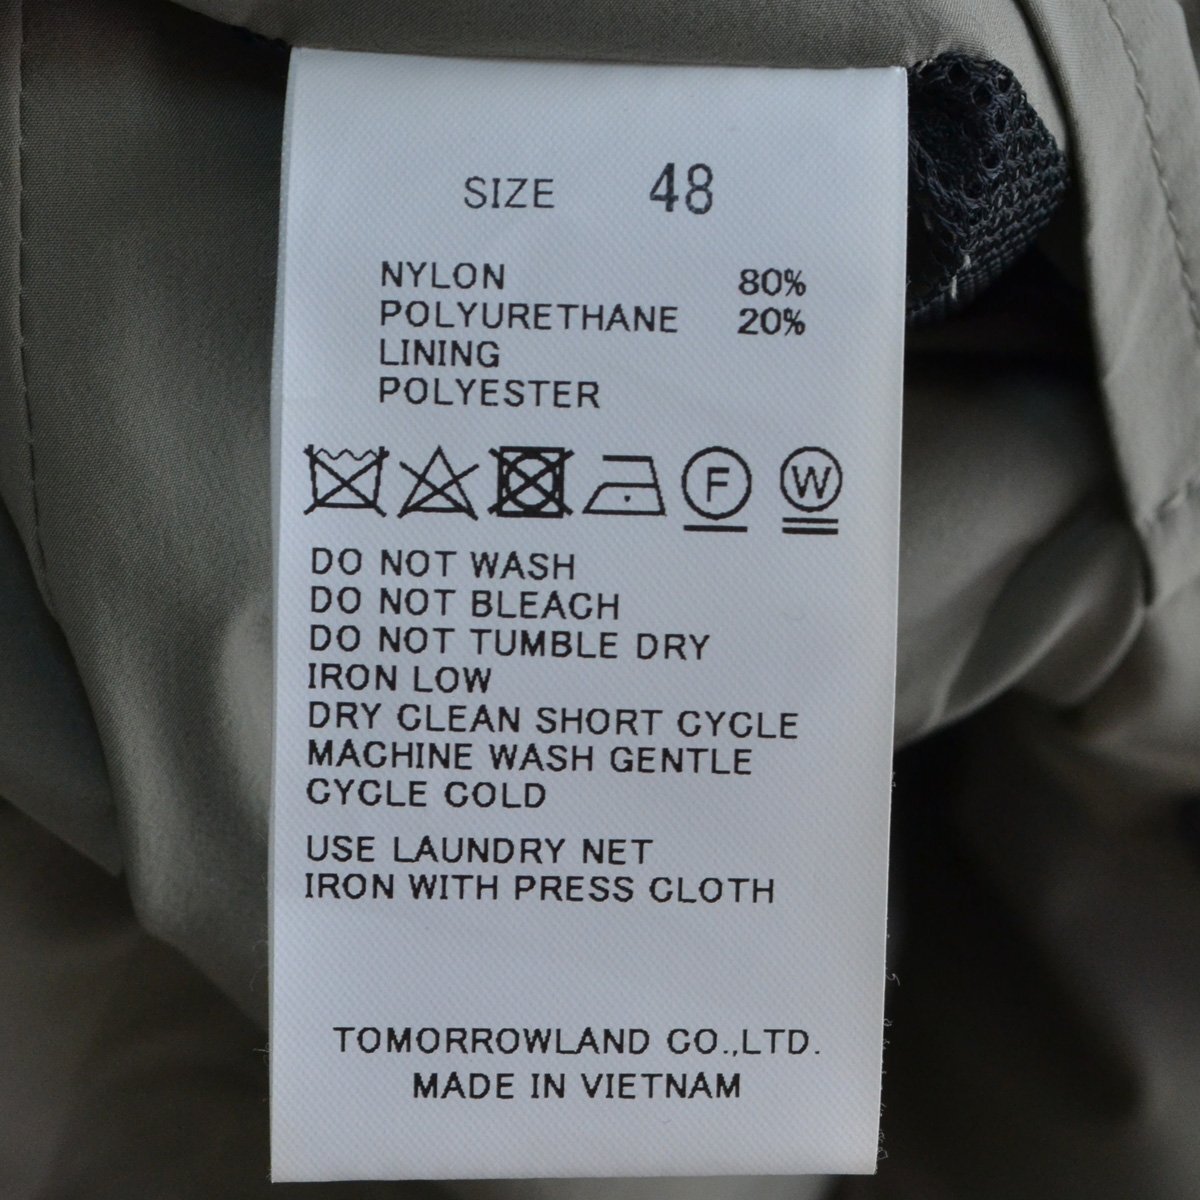 SIZE 48
NYLON 80%
POLYURETHANE 20%
LINING
POLYESTER
F W
DO NOT WASH
DO NOT BLEACH
DO NOT TUMBLE DRY
IRON LOW
DRY CLEAN SHORT CYCLE
MACHINE WASH GENTLE
CYCLE COLD
USE LAUNDRY NET
IRON WITH PRESS CLOTH
TOMORROWLAND CO.,LTD.
MADE IN VIETNAM